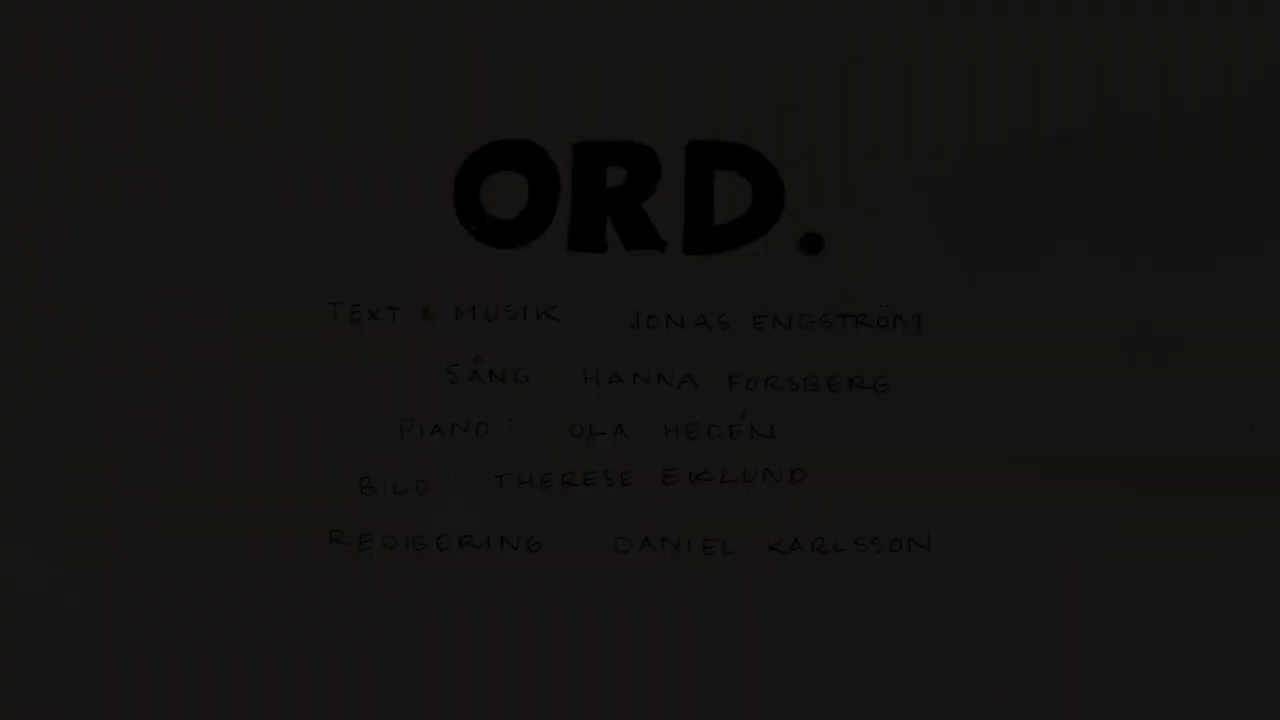 ORD.
TEXT & MUSIK JONAS ENGSTRÖM
SÅNG HANNA FORSBERG
PIANO: OLA HEDÉN
BILD: THERESE EKLUND
REDIGERING DANIEL KARLSSON